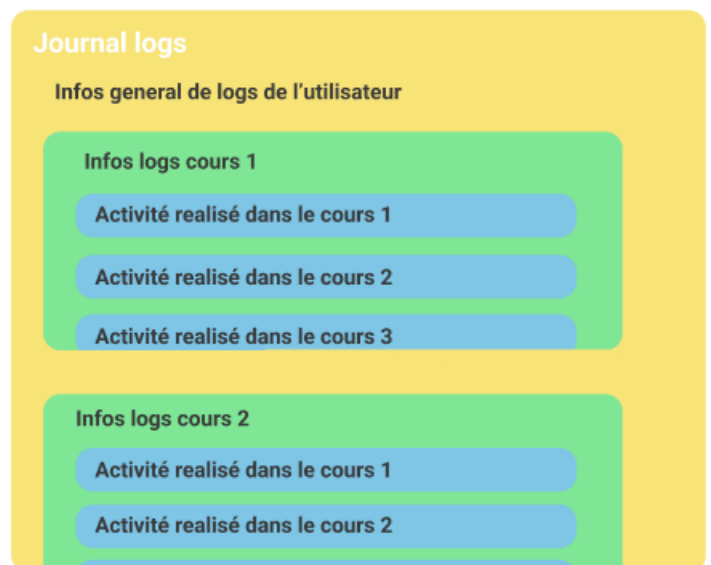 Journal logs
Infos general de logs de l’utilisateur
Infos logs cours 1
Activité realisé dans le cours 1
Activité realisé dans le cours 2
Activité realisé dans le cours 3
Infos logs cours 2
Activité realisé dans le cours 1
Activité realisé dans le cours 2